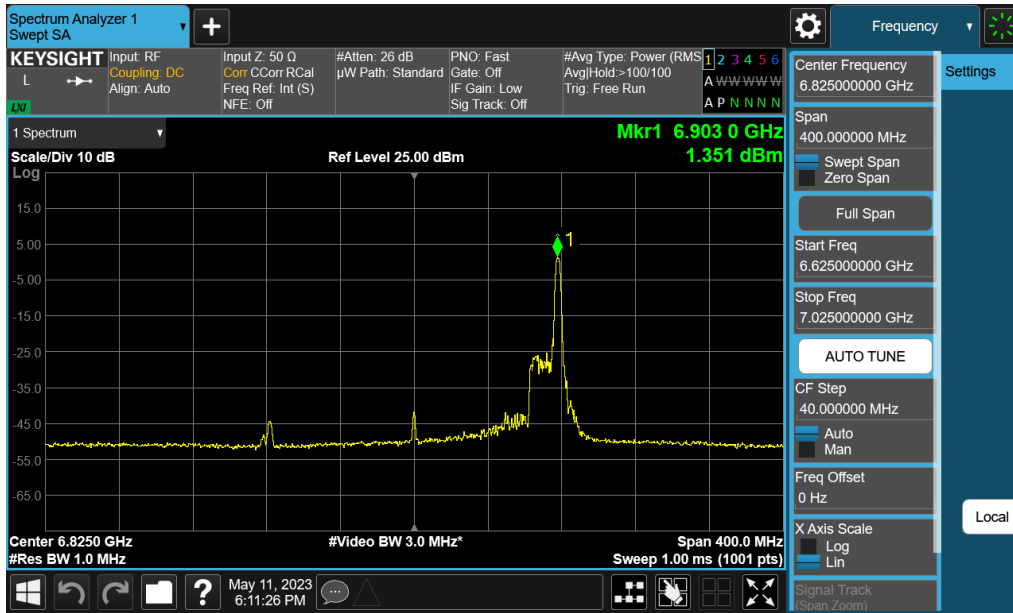 Spectrum Analyzer 1
Swept SA
+
Frequency
KEYSIGHT
L
LXI
Input: RF
Coupling: DC
Align: Auto
Input Z: 50 Ω
Corr CCorr RCal
Freq Ref: Int (S)
NFE: Off
#Atten: 26 dB
µW Path: Standard
PNO: Fast
Gate: Off
IF Gain: Low
Sig Track: Off
#Avg Type: Power (RMS
Avg|Hold:>100/100
Trig: Free Run
1 2 3 4 5 6
A W W W W W
A P N N N N
1 Spectrum
Mkr1 6.903 0 GHz
Scale/Div 10 dB
Ref Level 25.00 dBm
1.351 dBm
Log
15.0
5.00
-5.00
-15.0
-25.0
-35.0
-45.0
-55.0
-65.0
1
Center 6.8250 GHz
#Video BW 3.0 MHz*
Span 400.0 MHz
#Res BW 1.0 MHz
Sweep 1.00 ms (1001 pts)
?
May 11, 2023
6:11:26 PM
Center Frequency
6.825000000 GHz
Span
400.000000 MHz
Swept Span
Zero Span
Full Span
Start Freq
6.625000000 GHz
Stop Freq
7.025000000 GHz
AUTO TUNE
CF Step
40.000000 MHz
Auto
Man
Freq Offset
0 Hz
X Axis Scale
Log
Lin
Signal Track
(Span Zoom)
Settings
Local